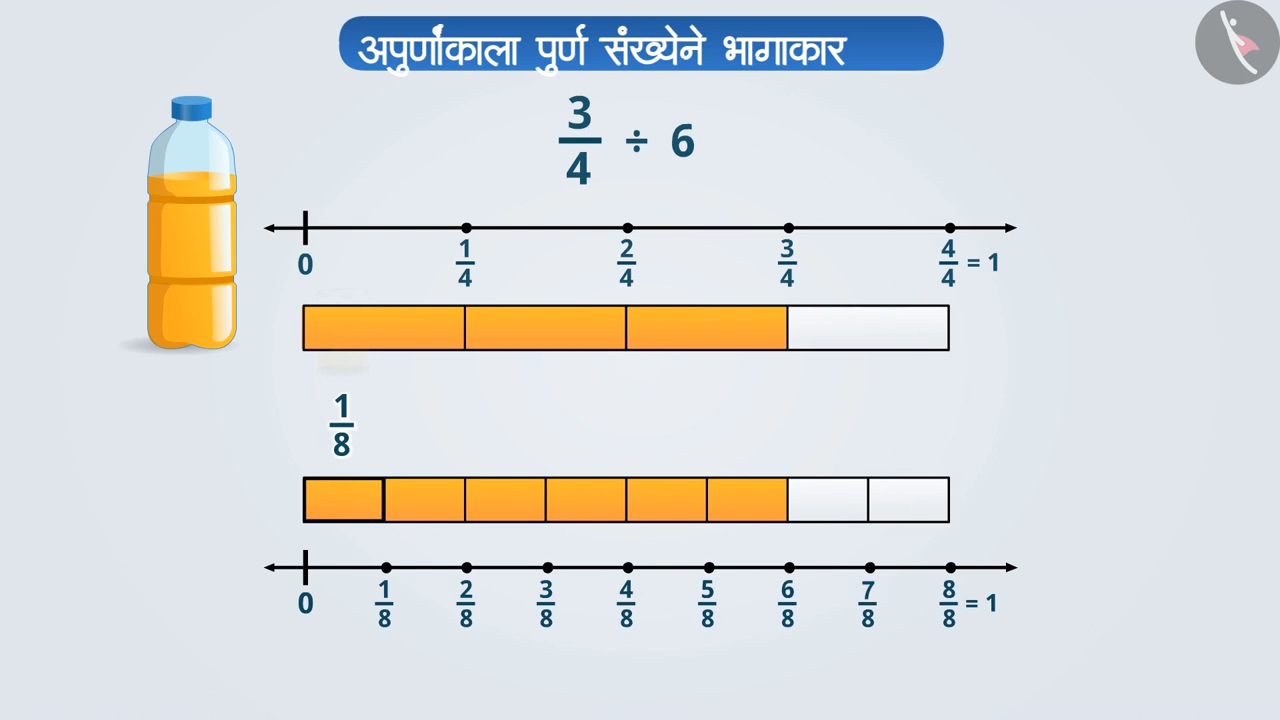 अपुर्णांकाला पुर्ण संख्येने भागाकार
3/4 ÷ 6
0 1/4 2/4 3/4 4/4 = 1
1/8
0 1/8 2/8 3/8 4/8 5/8 6/8 7/8 8/8 = 1